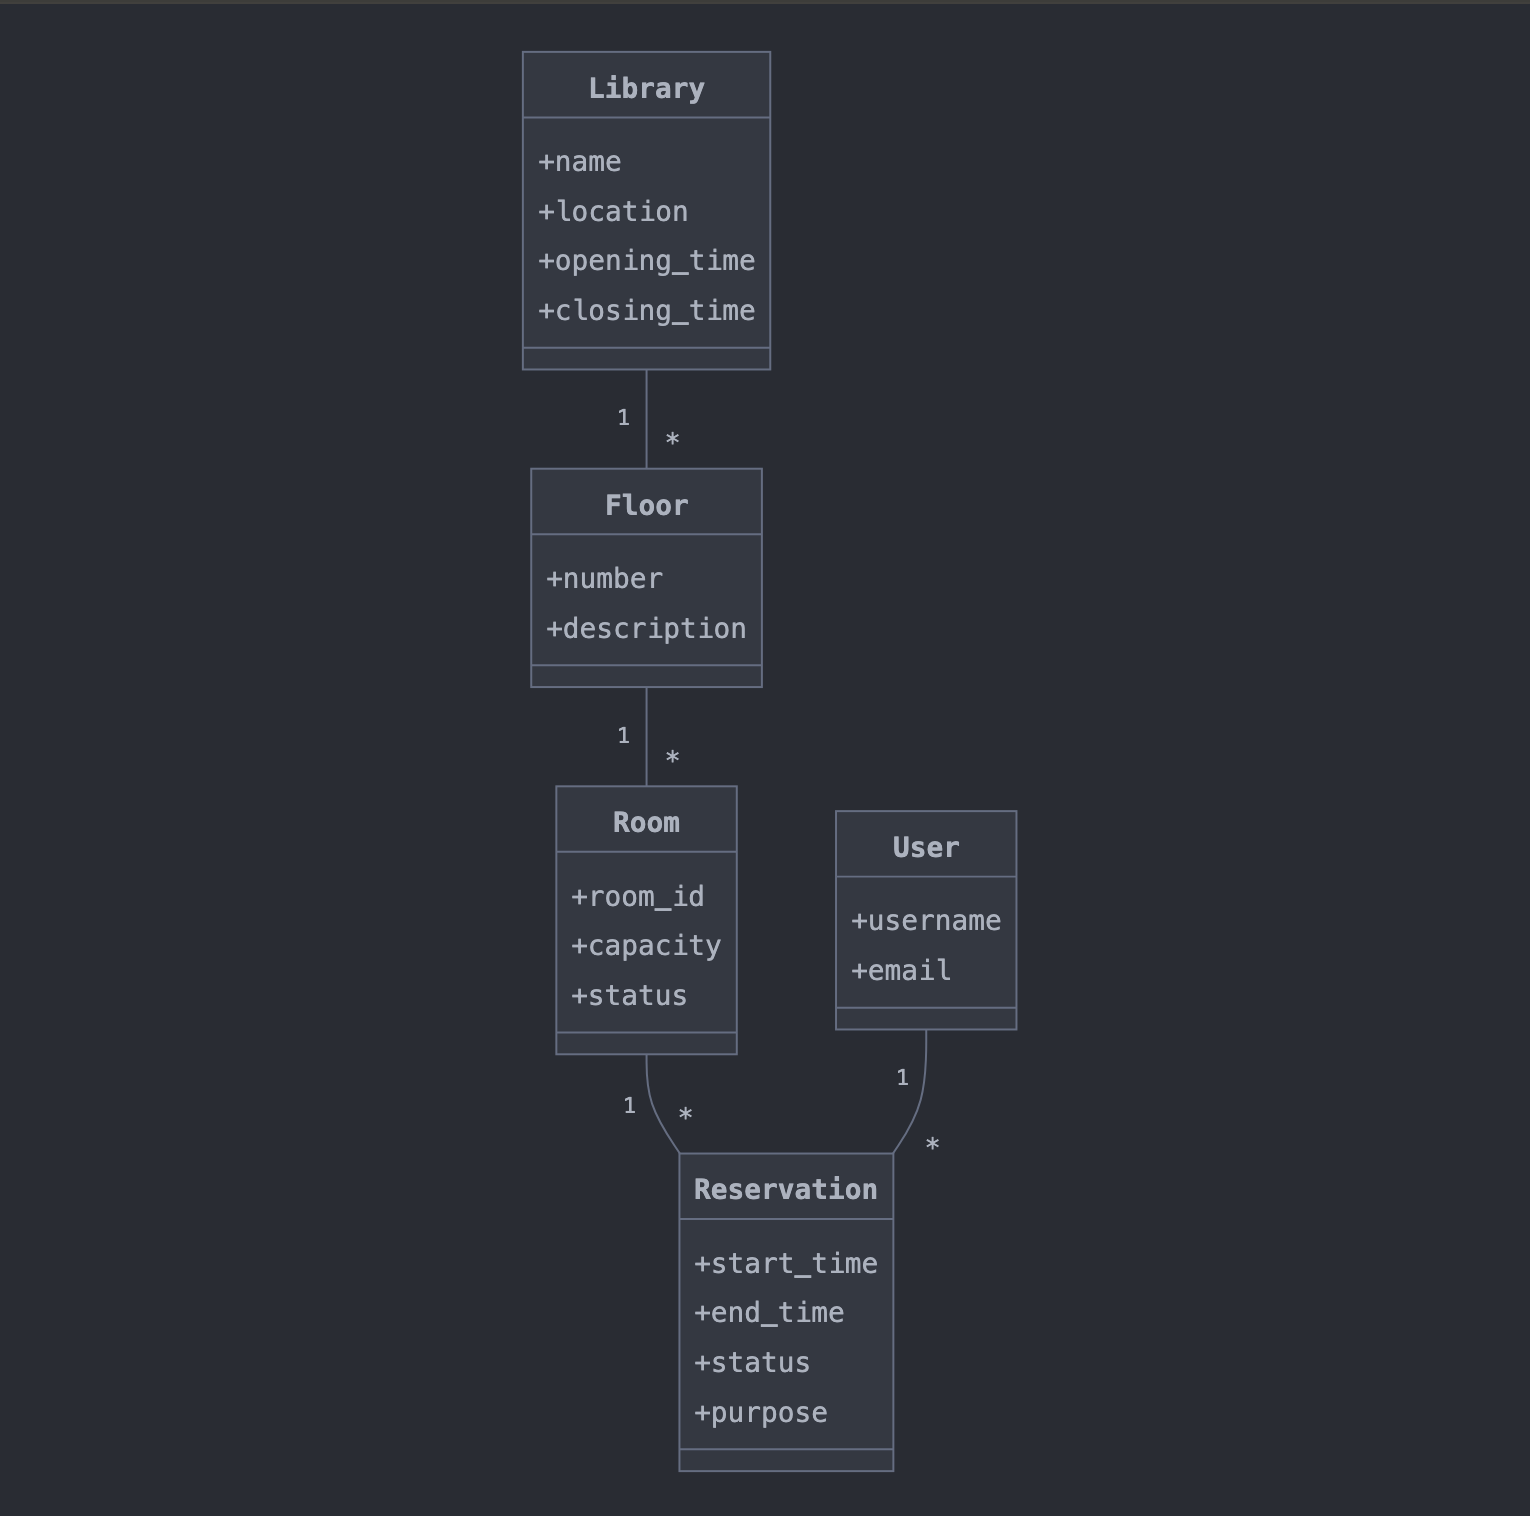 Library
+name
+location
+opening_time
+closing_time
1
*
Floor
+number
+description
1
*
Room
+room_id
+capacity
+status
User
+username
+email
1
*
1
*
Reservation
+start_time
+end_time
+status
+purpose